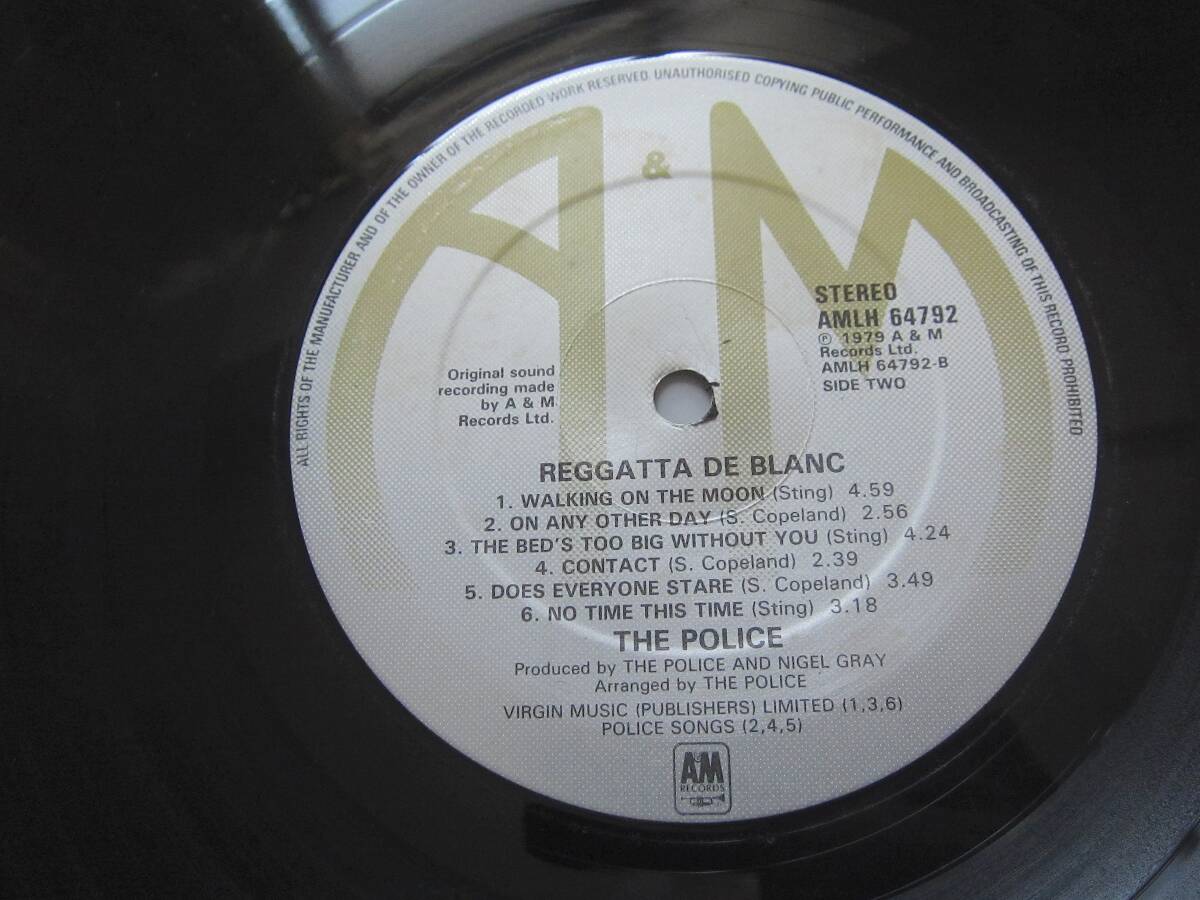 ALL RIGHTS OF THE MANUFACTURER AND OF THE OWNER OF THE RECORDED WORK RESERVED. UNAUTHORISED COPYING PUBLIC PERFORMANCE AND BROADCASTING OF THIS RECORD PROHIBITED
A & M
STEREO
AMLH 64792
℗ 1979 A & M
Records Ltd.
AMLH 64792-B
SIDE TWO
Original sound
recording made
by A & M
Records Ltd.
REGGATTA DE BLANC
1. WALKING ON THE MOON (Sting) 4.59
2. ON ANY OTHER DAY (S. Copeland) 2.56
3. THE BED'S TOO BIG WITHOUT YOU (Sting) 4.24
4. CONTACT (S. Copeland) 2.39
5. DOES EVERYONE STARE (S. Copeland) 3.49
6. NO TIME THIS TIME (Sting) 3.18
THE POLICE
Produced by THE POLICE AND NIGEL GRAY
Arranged by THE POLICE
VIRGIN MUSIC (PUBLISHERS) LIMITED (1,3,6)
POLICE SONGS (2,4,5)
A&M
RECORDS